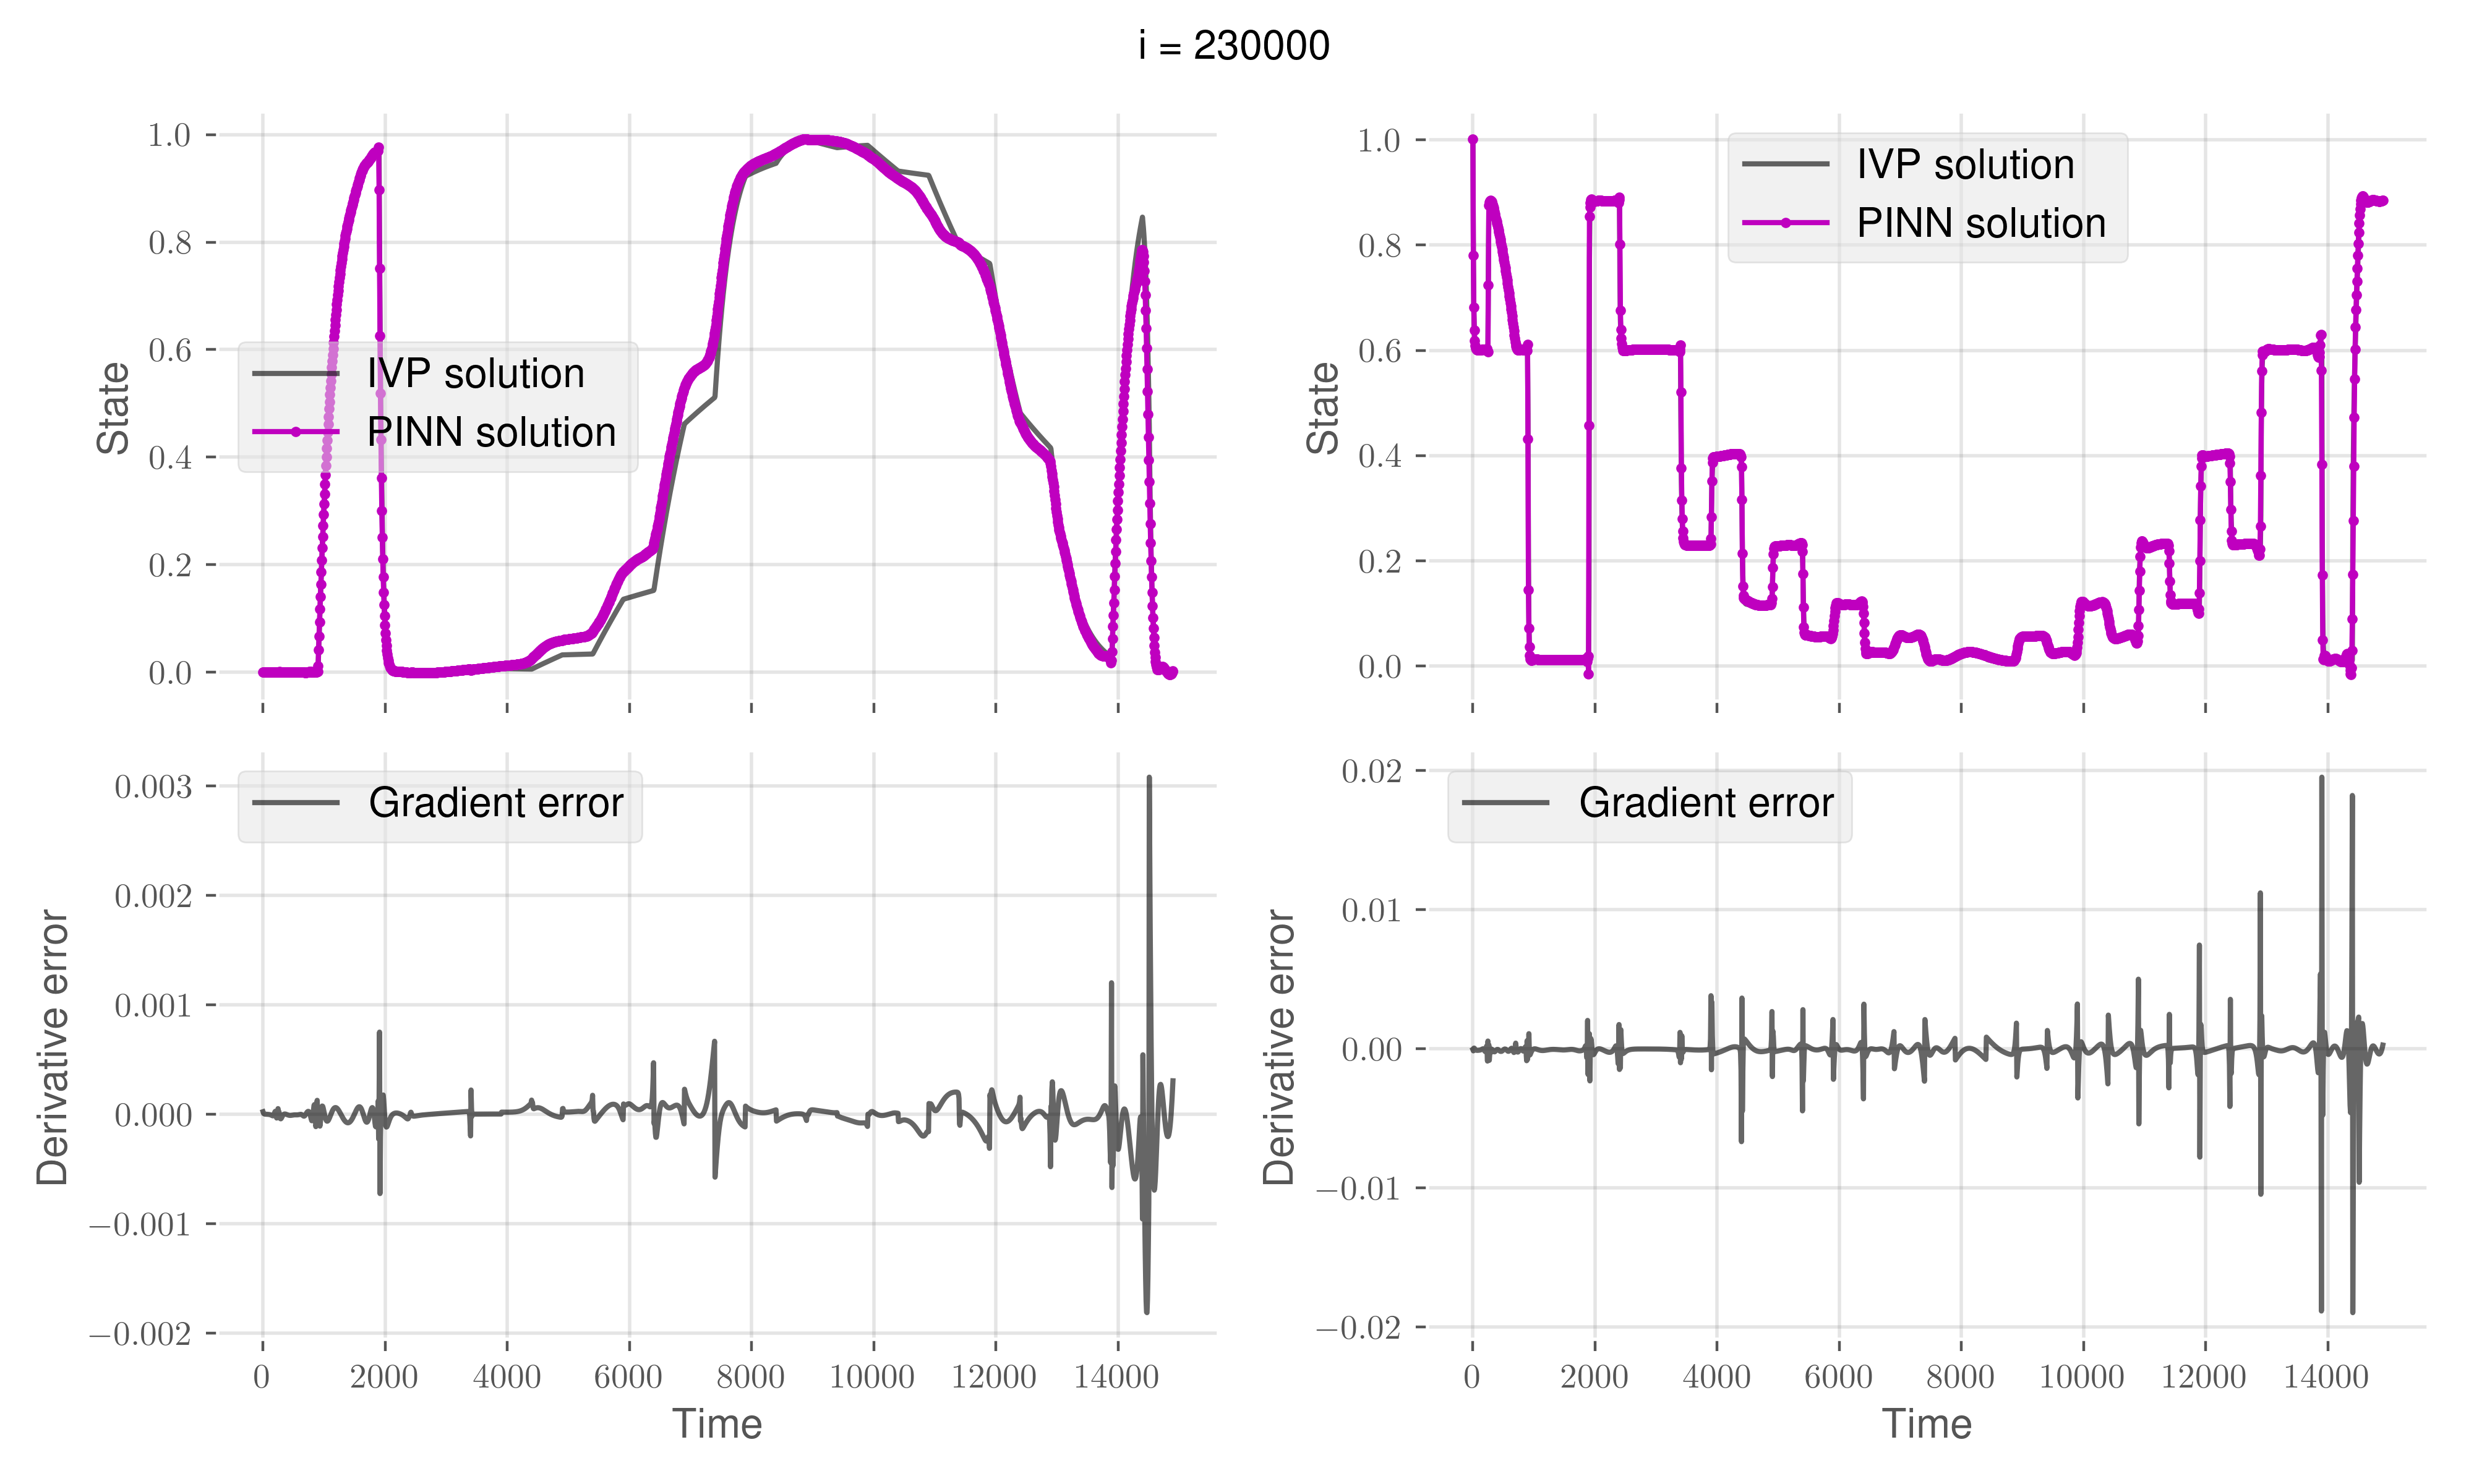 i = 230000
1.0
0.8
0.6
0.4
0.2
0.0
State
IVP solution
PINN solution
1.0
0.8
0.6
0.4
0.2
0.0
State
IVP solution
PINN solution
0.003
0.002
0.001
0.000
−0.001
−0.002
Derivative error
Gradient error
0 2000 4000 6000 8000 10000 12000 14000
Time
0.02
0.01
0.00
−0.01
−0.02
Derivative error
Gradient error
0 2000 4000 6000 8000 10000 12000 14000
Time